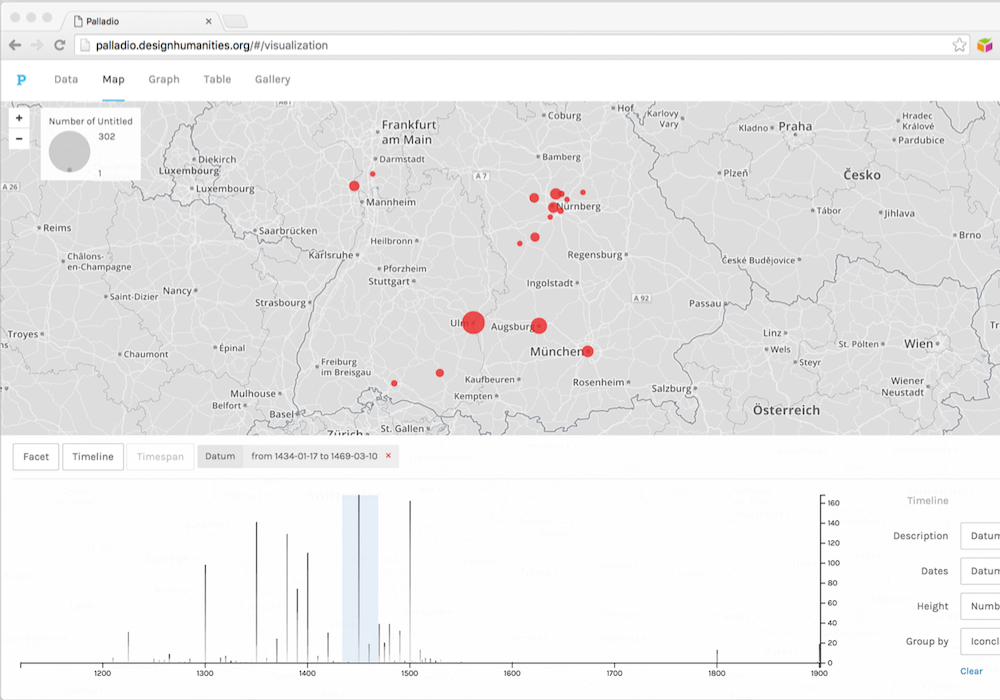 Palladio
palladio.designhumanities.org/#/visualization
P Data Map Graph Table Gallery
+
−
Number of Untitled
302
1
A61
Frankfurt
am Main
Coburg
Hof
Karlovy
Vary
Kladno
Praha
Hradec
Králové
Pardubice
Diekirch
Luxembourg
Luxembourg
Darmstadt
Bamberg
A 7
Plzeň
Česko
A 26
Mannheim
Nürnberg
Tábor
Jihlava
Reims
Saarbrücken
Heilbronn
Brno
Châlons-
en-Champagne
Karlsruhe
Regensburg
České Budějovice
Pforzheim
Stuttgart
Ingolstadt
Saint-Dizier
Nancy
Strasbourg
A 92
Passau
Ulm
Augsburg
Troyes
Linz
Chaumont
Épinal
München
Wels
St. Pölten
Wien
Steyr
Freiburg
im Breisgau
Kaufbeuren
Rosenheim
Salzburg
Wiener
Neustadt
Mulhouse
Kempten
Belfort
Basel
Österreich
Zürich
St. Gallen
Facet Timeline Timespan Datum from 1434-01-17 to 1469-03-10 ×
160
140
120
100
80
60
40
20
0
1200 1300 1400 1500 1600 1700 1800 1900
Timeline
Description Datum
Dates Datum
Height Numb
Group by Iconcl
Clear